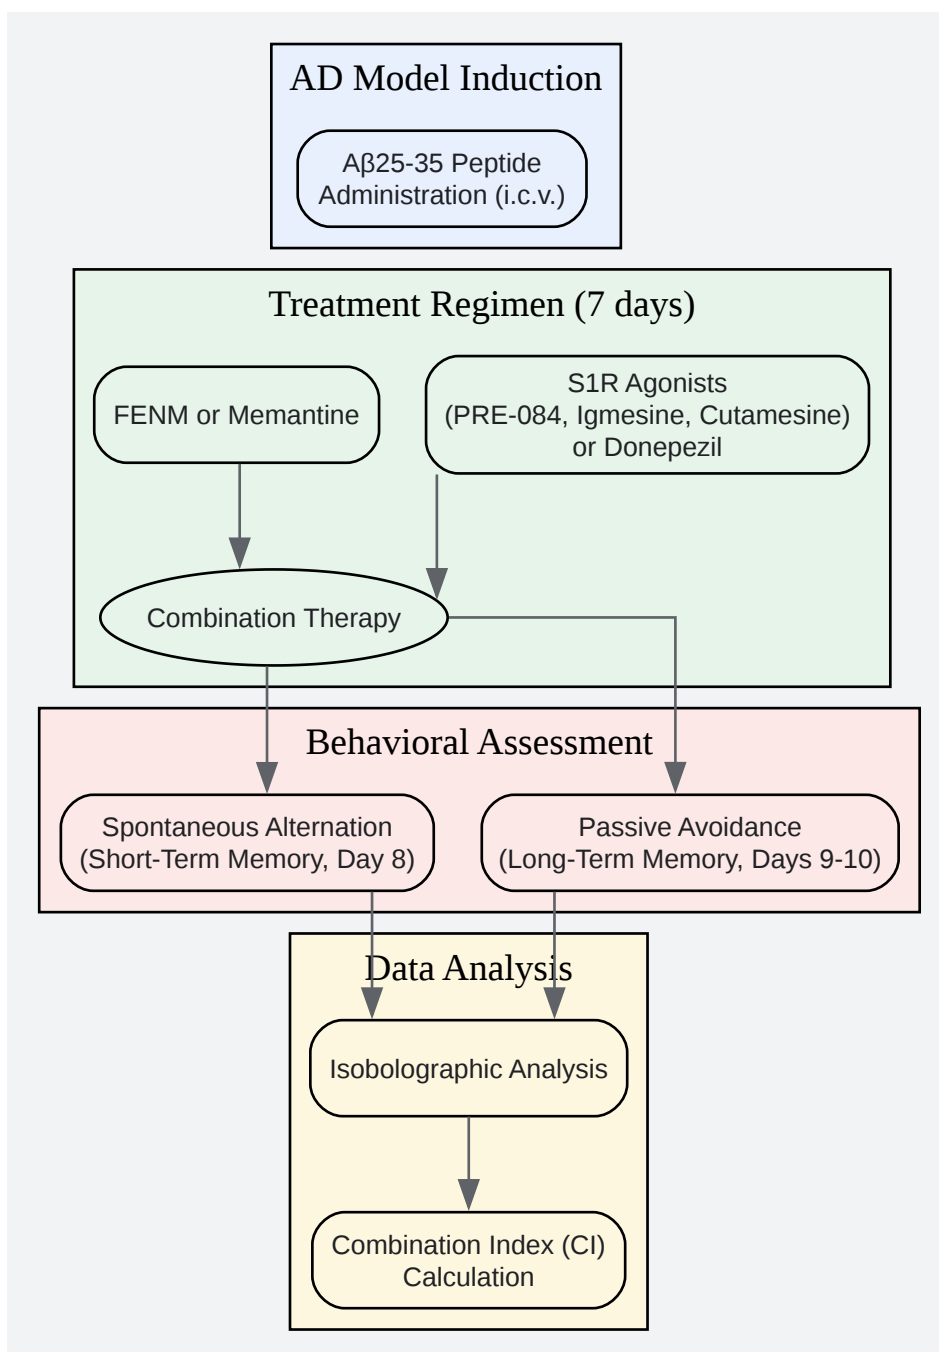 AD Model Induction
Aβ25-35 Peptide
Administration (i.c.v.)
Treatment Regimen (7 days)
FENM or Memantine
S1R Agonists
(PRE-084, Igmesine, Cutamesine)
or Donepezil
Combination Therapy
Behavioral Assessment
Spontaneous Alternation
(Short-Term Memory, Day 8)
Passive Avoidance
(Long-Term Memory, Days 9-10)
Data Analysis
Isobolographic Analysis
Combination Index (CI)
Calculation